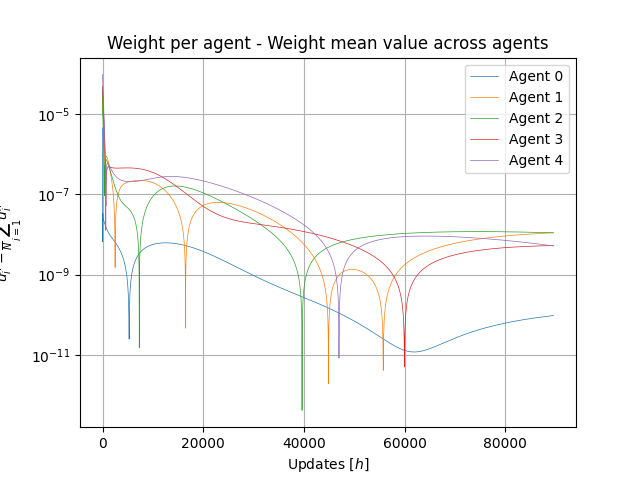 Weight per agent - Weight mean value across agents
Agent 0
Agent 1
Agent 2
Agent 3
Agent 4
10⁻⁵
10⁻⁷
10⁻⁹
10⁻¹¹
0 20000 40000 60000 80000
Updates [h]